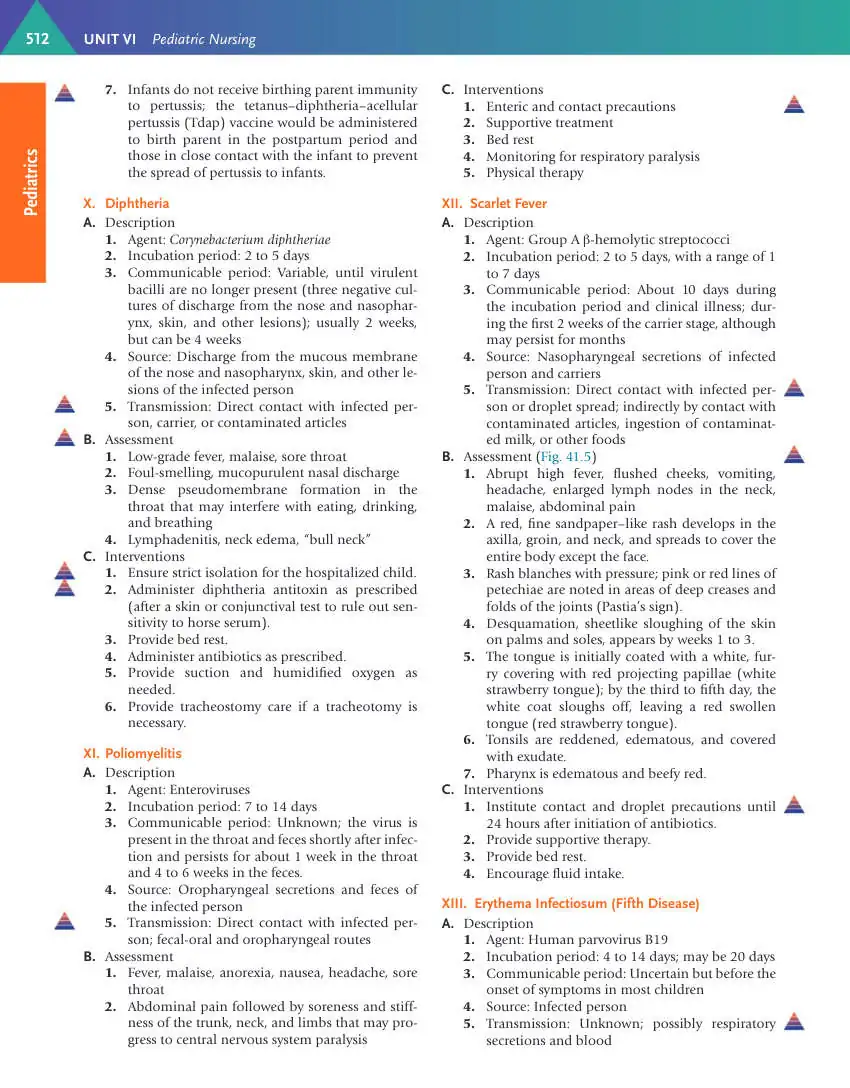 512
UNIT VI Pediatric Nursing
Pediatrics
7. Infants do not receive birthing parent immunity
to pertussis; the tetanus–diphtheria–acellular
pertussis (Tdap) vaccine would be administered
to birth parent in the postpartum period and
those in close contact with the infant to prevent
the spread of pertussis to infants.
X. Diphtheria
A. Description
1. Agent: Corynebacterium diphtheriae
2. Incubation period: 2 to 5 days
3. Communicable period: Variable, until virulent
bacilli are no longer present (three negative cul-
tures of discharge from the nose and nasophar-
ynx, skin, and other lesions); usually 2 weeks,
but can be 4 weeks
4. Source: Discharge from the mucous membrane
of the nose and nasopharynx, skin, and other le-
sions of the infected person
5. Transmission: Direct contact with infected per-
son, carrier, or contaminated articles
B. Assessment
1. Low-grade fever, malaise, sore throat
2. Foul-smelling, mucopurulent nasal discharge
3. Dense pseudomembrane formation in the
throat that may interfere with eating, drinking,
and breathing
4. Lymphadenitis, neck edema, “bull neck”
C. Interventions
1. Ensure strict isolation for the hospitalized child.
2. Administer diphtheria antitoxin as prescribed
(after a skin or conjunctival test to rule out sen-
sitivity to horse serum).
3. Provide bed rest.
4. Administer antibiotics as prescribed.
5. Provide suction and humidified oxygen as
needed.
6. Provide tracheostomy care if a tracheotomy is
necessary.
XI. Poliomyelitis
A. Description
1. Agent: Enteroviruses
2. Incubation period: 7 to 14 days
3. Communicable period: Unknown; the virus is
present in the throat and feces shortly after infec-
tion and persists for about 1 week in the throat
and 4 to 6 weeks in the feces.
4. Source: Oropharyngeal secretions and feces of
the infected person
5. Transmission: Direct contact with infected per-
son; fecal-oral and oropharyngeal routes
B. Assessment
1. Fever, malaise, anorexia, nausea, headache, sore
throat
2. Abdominal pain followed by soreness and stiff-
ness of the trunk, neck, and limbs that may pro-
gress to central nervous system paralysis
C. Interventions
1. Enteric and contact precautions
2. Supportive treatment
3. Bed rest
4. Monitoring for respiratory paralysis
5. Physical therapy
XII. Scarlet Fever
A. Description
1. Agent: Group A β-hemolytic streptococci
2. Incubation period: 2 to 5 days, with a range of 1
to 7 days
3. Communicable period: About 10 days during
the incubation period and clinical illness; dur-
ing the first 2 weeks of the carrier stage, although
may persist for months
4. Source: Nasopharyngeal secretions of infected
person and carriers
5. Transmission: Direct contact with infected per-
son or droplet spread; indirectly by contact with
contaminated articles, ingestion of contaminat-
ed milk, or other foods
B. Assessment (Fig. 41.5)
1. Abrupt high fever, flushed cheeks, vomiting,
headache, enlarged lymph nodes in the neck,
malaise, abdominal pain
2. A red, fine sandpaper–like rash develops in the
axilla, groin, and neck, and spreads to cover the
entire body except the face.
3. Rash blanches with pressure; pink or red lines of
petechiae are noted in areas of deep creases and
folds of the joints (Pastia’s sign).
4. Desquamation, sheetlike sloughing of the skin
on palms and soles, appears by weeks 1 to 3.
5. The tongue is initially coated with a white, fur-
ry covering with red projecting papillae (white
strawberry tongue); by the third to fifth day, the
white coat sloughs off, leaving a red swollen
tongue (red strawberry tongue).
6. Tonsils are reddened, edematous, and covered
with exudate.
7. Pharynx is edematous and beefy red.
C. Interventions
1. Institute contact and droplet precautions until
24 hours after initiation of antibiotics.
2. Provide supportive therapy.
3. Provide bed rest.
4. Encourage fluid intake.
XIII. Erythema Infectiosum (Fifth Disease)
A. Description
1. Agent: Human parvovirus B19
2. Incubation period: 4 to 14 days; may be 20 days
3. Communicable period: Uncertain but before the
onset of symptoms in most children
4. Source: Infected person
5. Transmission: Unknown; possibly respiratory
secretions and blood